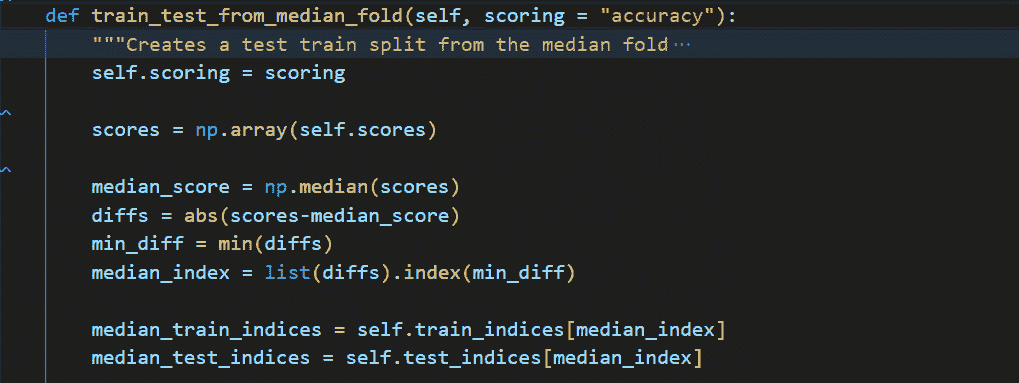 def train_test_from_median_fold(self, scoring = "accuracy"):
"""Creates a test train split from the median fold···
self.scoring = scoring
scores = np.array(self.scores)
median_score = np.median(scores)
diffs = abs(scores-median_score)
min_diff = min(diffs)
median_index = list(diffs).index(min_diff)
median_train_indices = self.train_indices[median_index]
median_test_indices = self.test_indices[median_index]